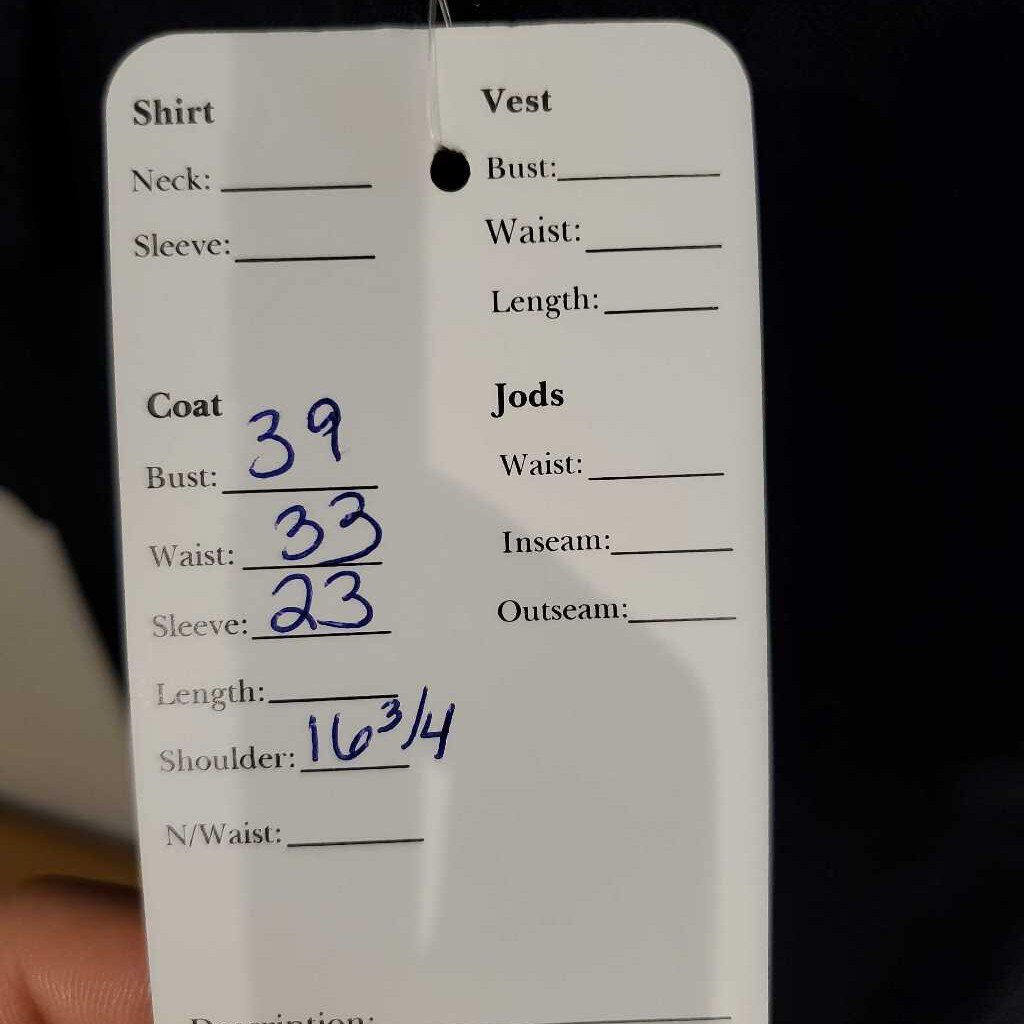 Shirt
Neck:
Sleeve:
Coat
Bust: 39
Waist: 33
Sleeve: 23
Length:
Shoulder: 16 3/4
N/Waist:
Vest
Bust:
Waist:
Length:
Jods
Waist:
Inseam:
Outseam:
Description: